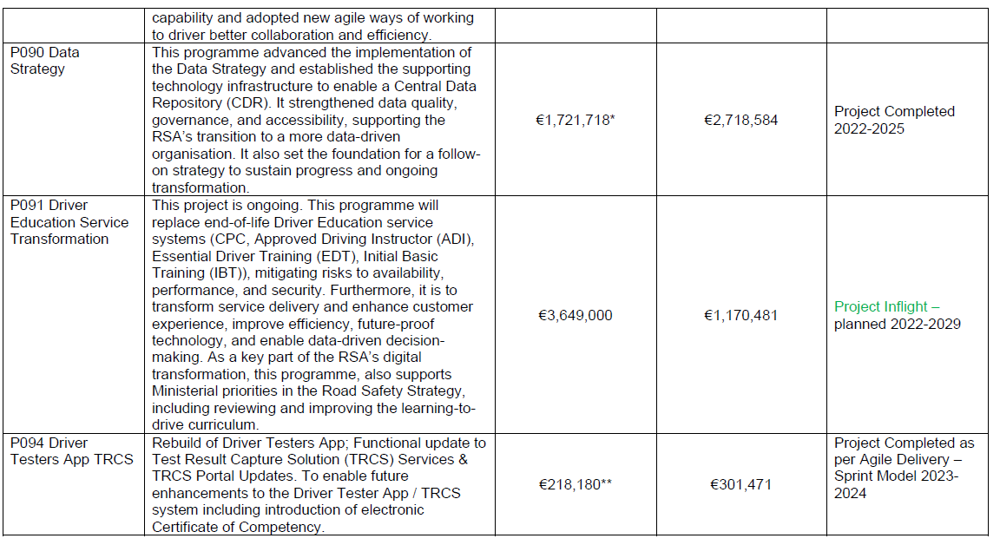 capability and adopted new agile ways of working
to driver better collaboration and efficiency.
P090 Data
Strategy
This programme advanced the implementation of
the Data Strategy and established the supporting
technology infrastructure to enable a Central Data
Repository (CDR). It strengthened data quality,
governance, and accessibility, supporting the
RSA's transition to a more data-driven
organisation. It also set the foundation for a follow-
on strategy to sustain progress and ongoing
transformation.
€1,721,718*
€2,718,584
Project Completed
2022-2025
P091 Driver
Education Service
Transformation
This project is ongoing. This programme will
replace end-of-life Driver Education service
systems (CPC, Approved Driving Instructor (ADI),
Essential Driver Training (EDT), Initial Basic
Training (IBT)), mitigating risks to availability,
performance, and security. Furthermore, it is to
transform service delivery and enhance customer
experience, improve efficiency, future-proof
technology, and enable data-driven decision-
making. As a key part of the RSA's digital
transformation, this programme, also supports
Ministerial priorities in the Road Safety Strategy,
including reviewing and improving the learning-to-
drive curriculum.
€3,649,000
€1,170,481
Project Inflight –
planned 2022-2029
P094 Driver
Testers App TRCS
Rebuild of Driver Testers App; Functional update to
Test Result Capture Solution (TRCS) Services &
TRCS Portal Updates. To enable future
enhancements to the Driver Tester App / TRCS
system including introduction of electronic
Certificate of Competency.
€218,180**
€301,471
Project Completed as
per Agile Delivery –
Sprint Model 2023-
2024